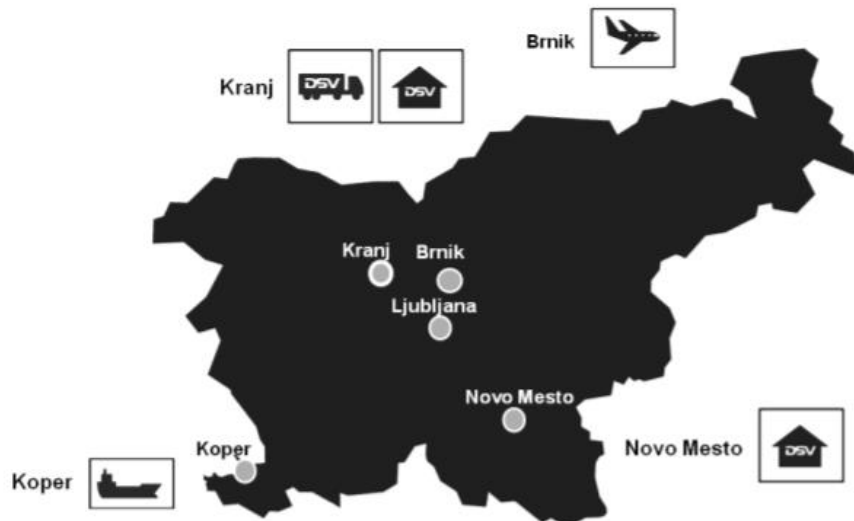 Brnik
Kranj
DSV
DSV
Kranj
Brnik
Ljubljana
Novo Mesto
Novo Mesto
DSV
Koper
Koper